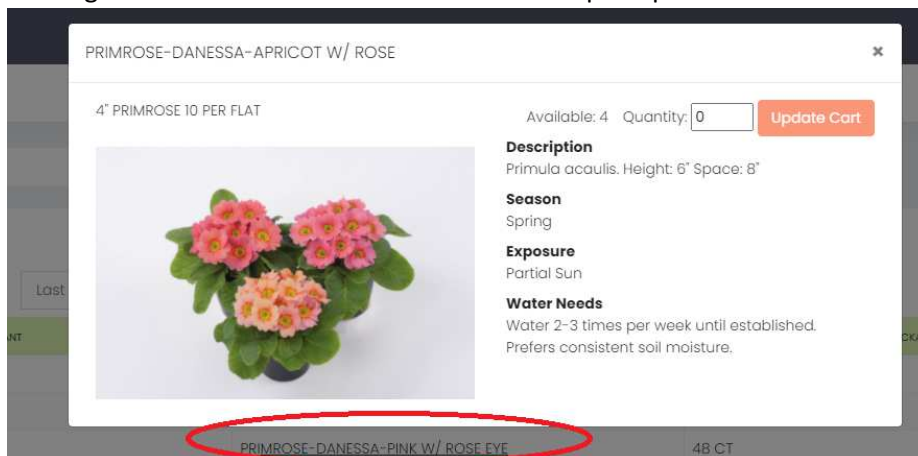 PRIMROSE-DANESSA-APRICOT W/ ROSE
×
4" PRIMROSE 10 PER FLAT
Available: 4 Quantity: 0 Update Cart
Description
Primula acaulis. Height: 6" Space: 8"
Season
Spring
Exposure
Partial Sun
Last
Water Needs
Water 2-3 times per week until established.
Prefers consistent soil moisture.
PRIMROSE-DANESSA-PINK W/ ROSE EYE
48 CT